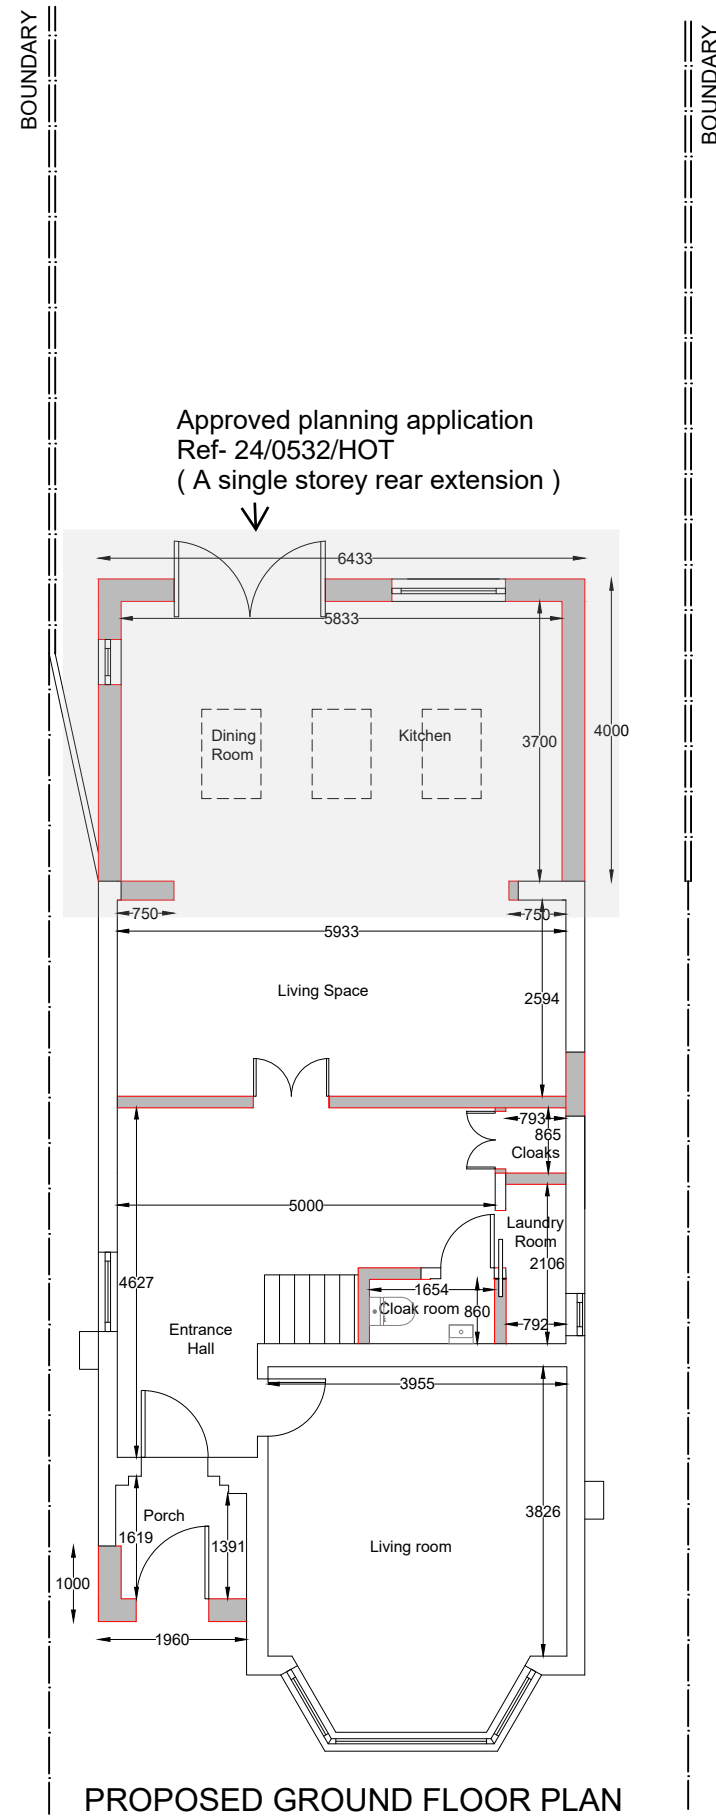 BOUNDARY
BOUNDARY
Approved planning application
Ref- 24/0532/HOT
( A single storey rear extension )
6433
5833
Dining
Room
Kitchen
3700
4000
750
750
5933
Living Space
2594
793
865
Cloaks
5000
Laundry
Room
2106
4627
1654
Cloak room
860
792
Entrance
Hall
3955
Porch
1619
1391
3826
Living room
1000
1960
PROPOSED GROUND FLOOR PLAN